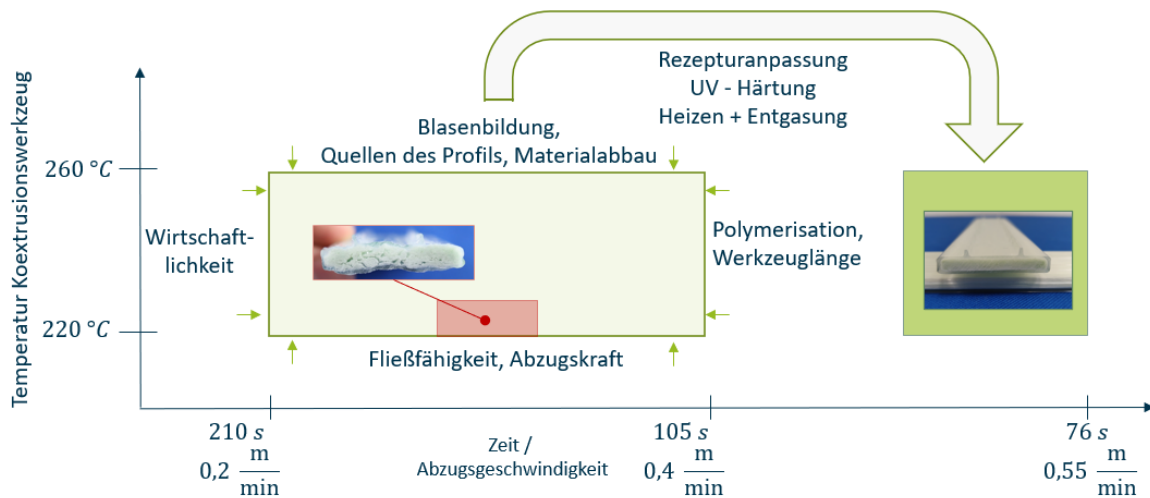 Rezepturanpassung
UV - Härtung
Heizen + Entgasung
Temperatur Koextrusionswerkzeug
260 °C
220 °C
Blasenbildung,
Quellen des Profils, Materialabbau
Wirtschaft-
lichkeit
Polymerisation,
Werkzeuglänge
Fließfähigkeit, Abzugskraft
210 s
0,2 m/min
Zeit /
Abzugsgeschwindigkeit
105 s
0,4 m/min
76 s
0,55 m/min